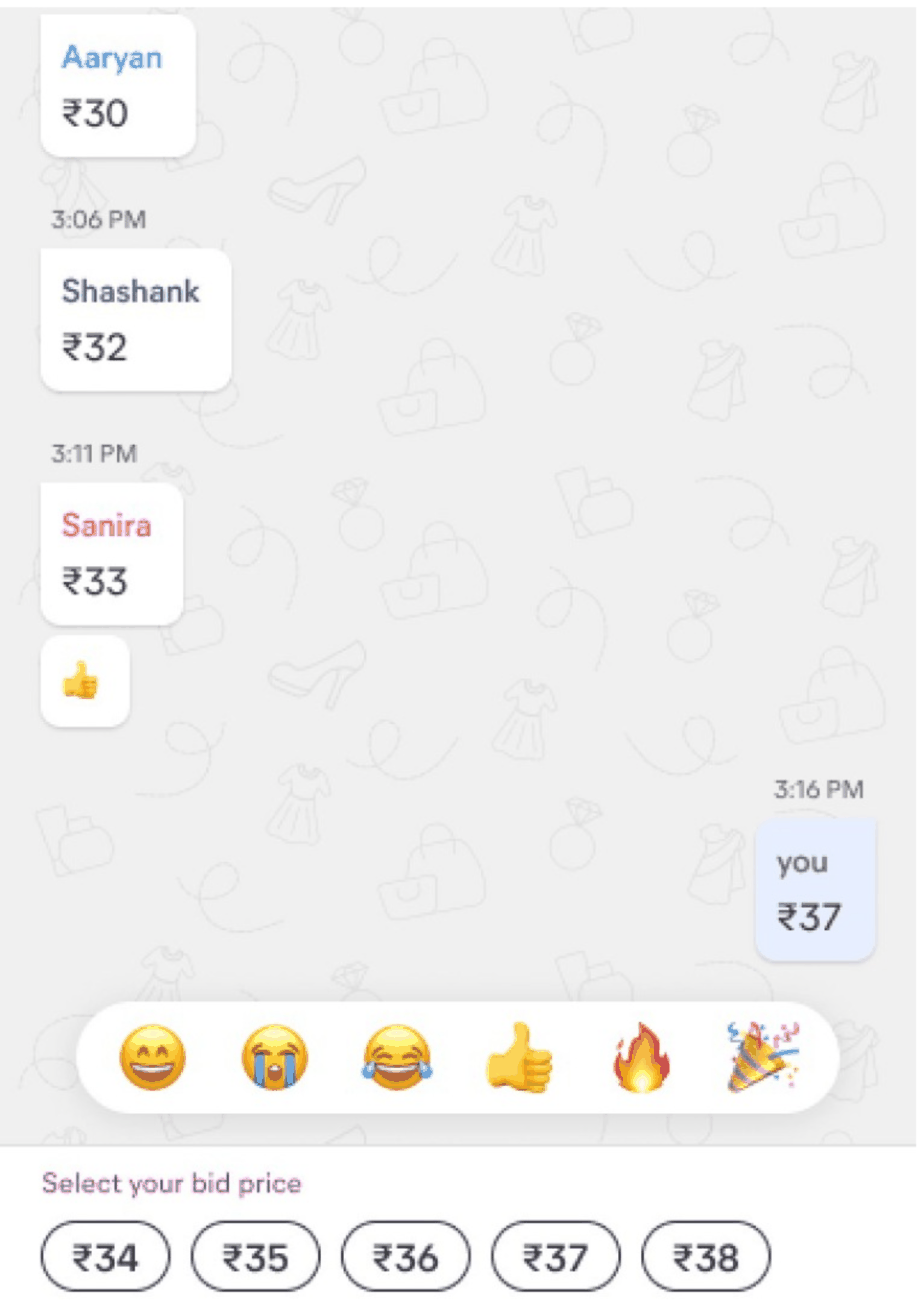 Aaryan
₹30
3:06 PM
Shashank
₹32
3:11 PM
Sanira
₹33
👍
3:16 PM
you
₹37
😄 😭 😂 👍 🔥 🎉
Select your bid price
₹34 ₹35 ₹36 ₹37 ₹38